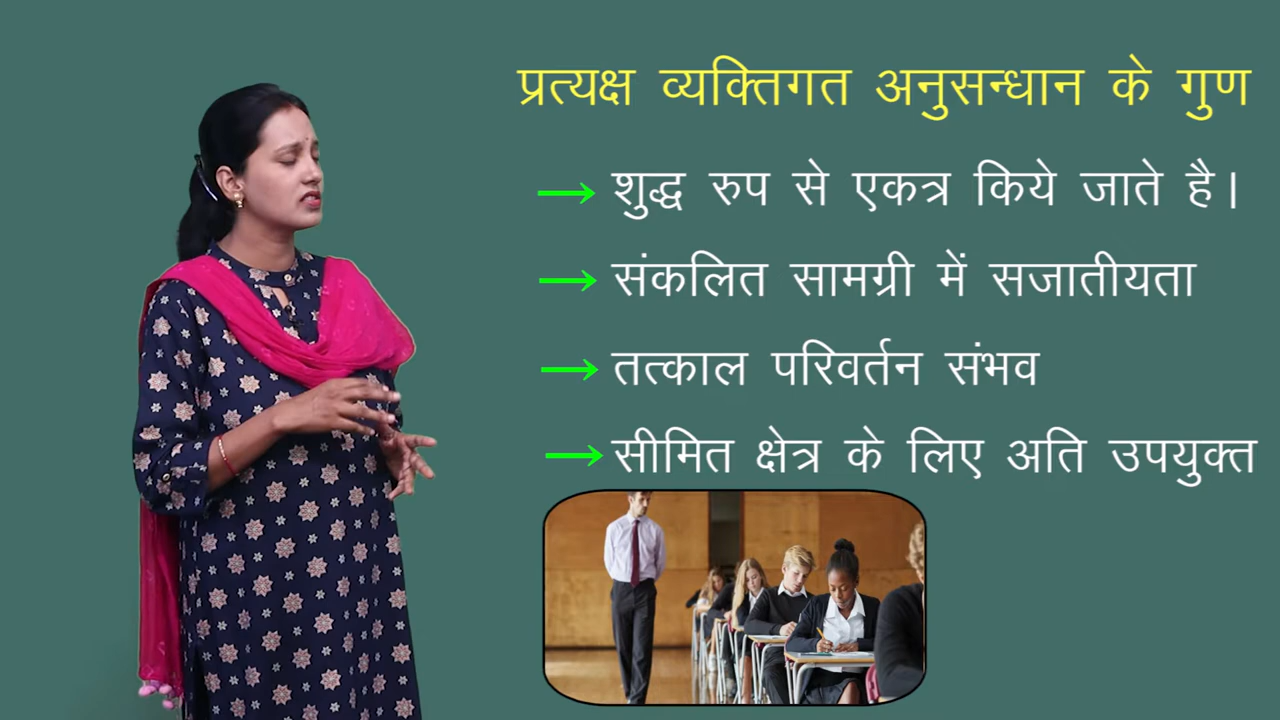 प्रत्यक्ष व्यक्तिगत अनुसन्धान के गुण
→ शुद्ध रुप से एकत्र किये जाते है।
→ संकलित सामग्री में सजातीयता
→ तत्काल परिवर्तन संभव
→ सीमित क्षेत्र के लिए अति उपयुक्त